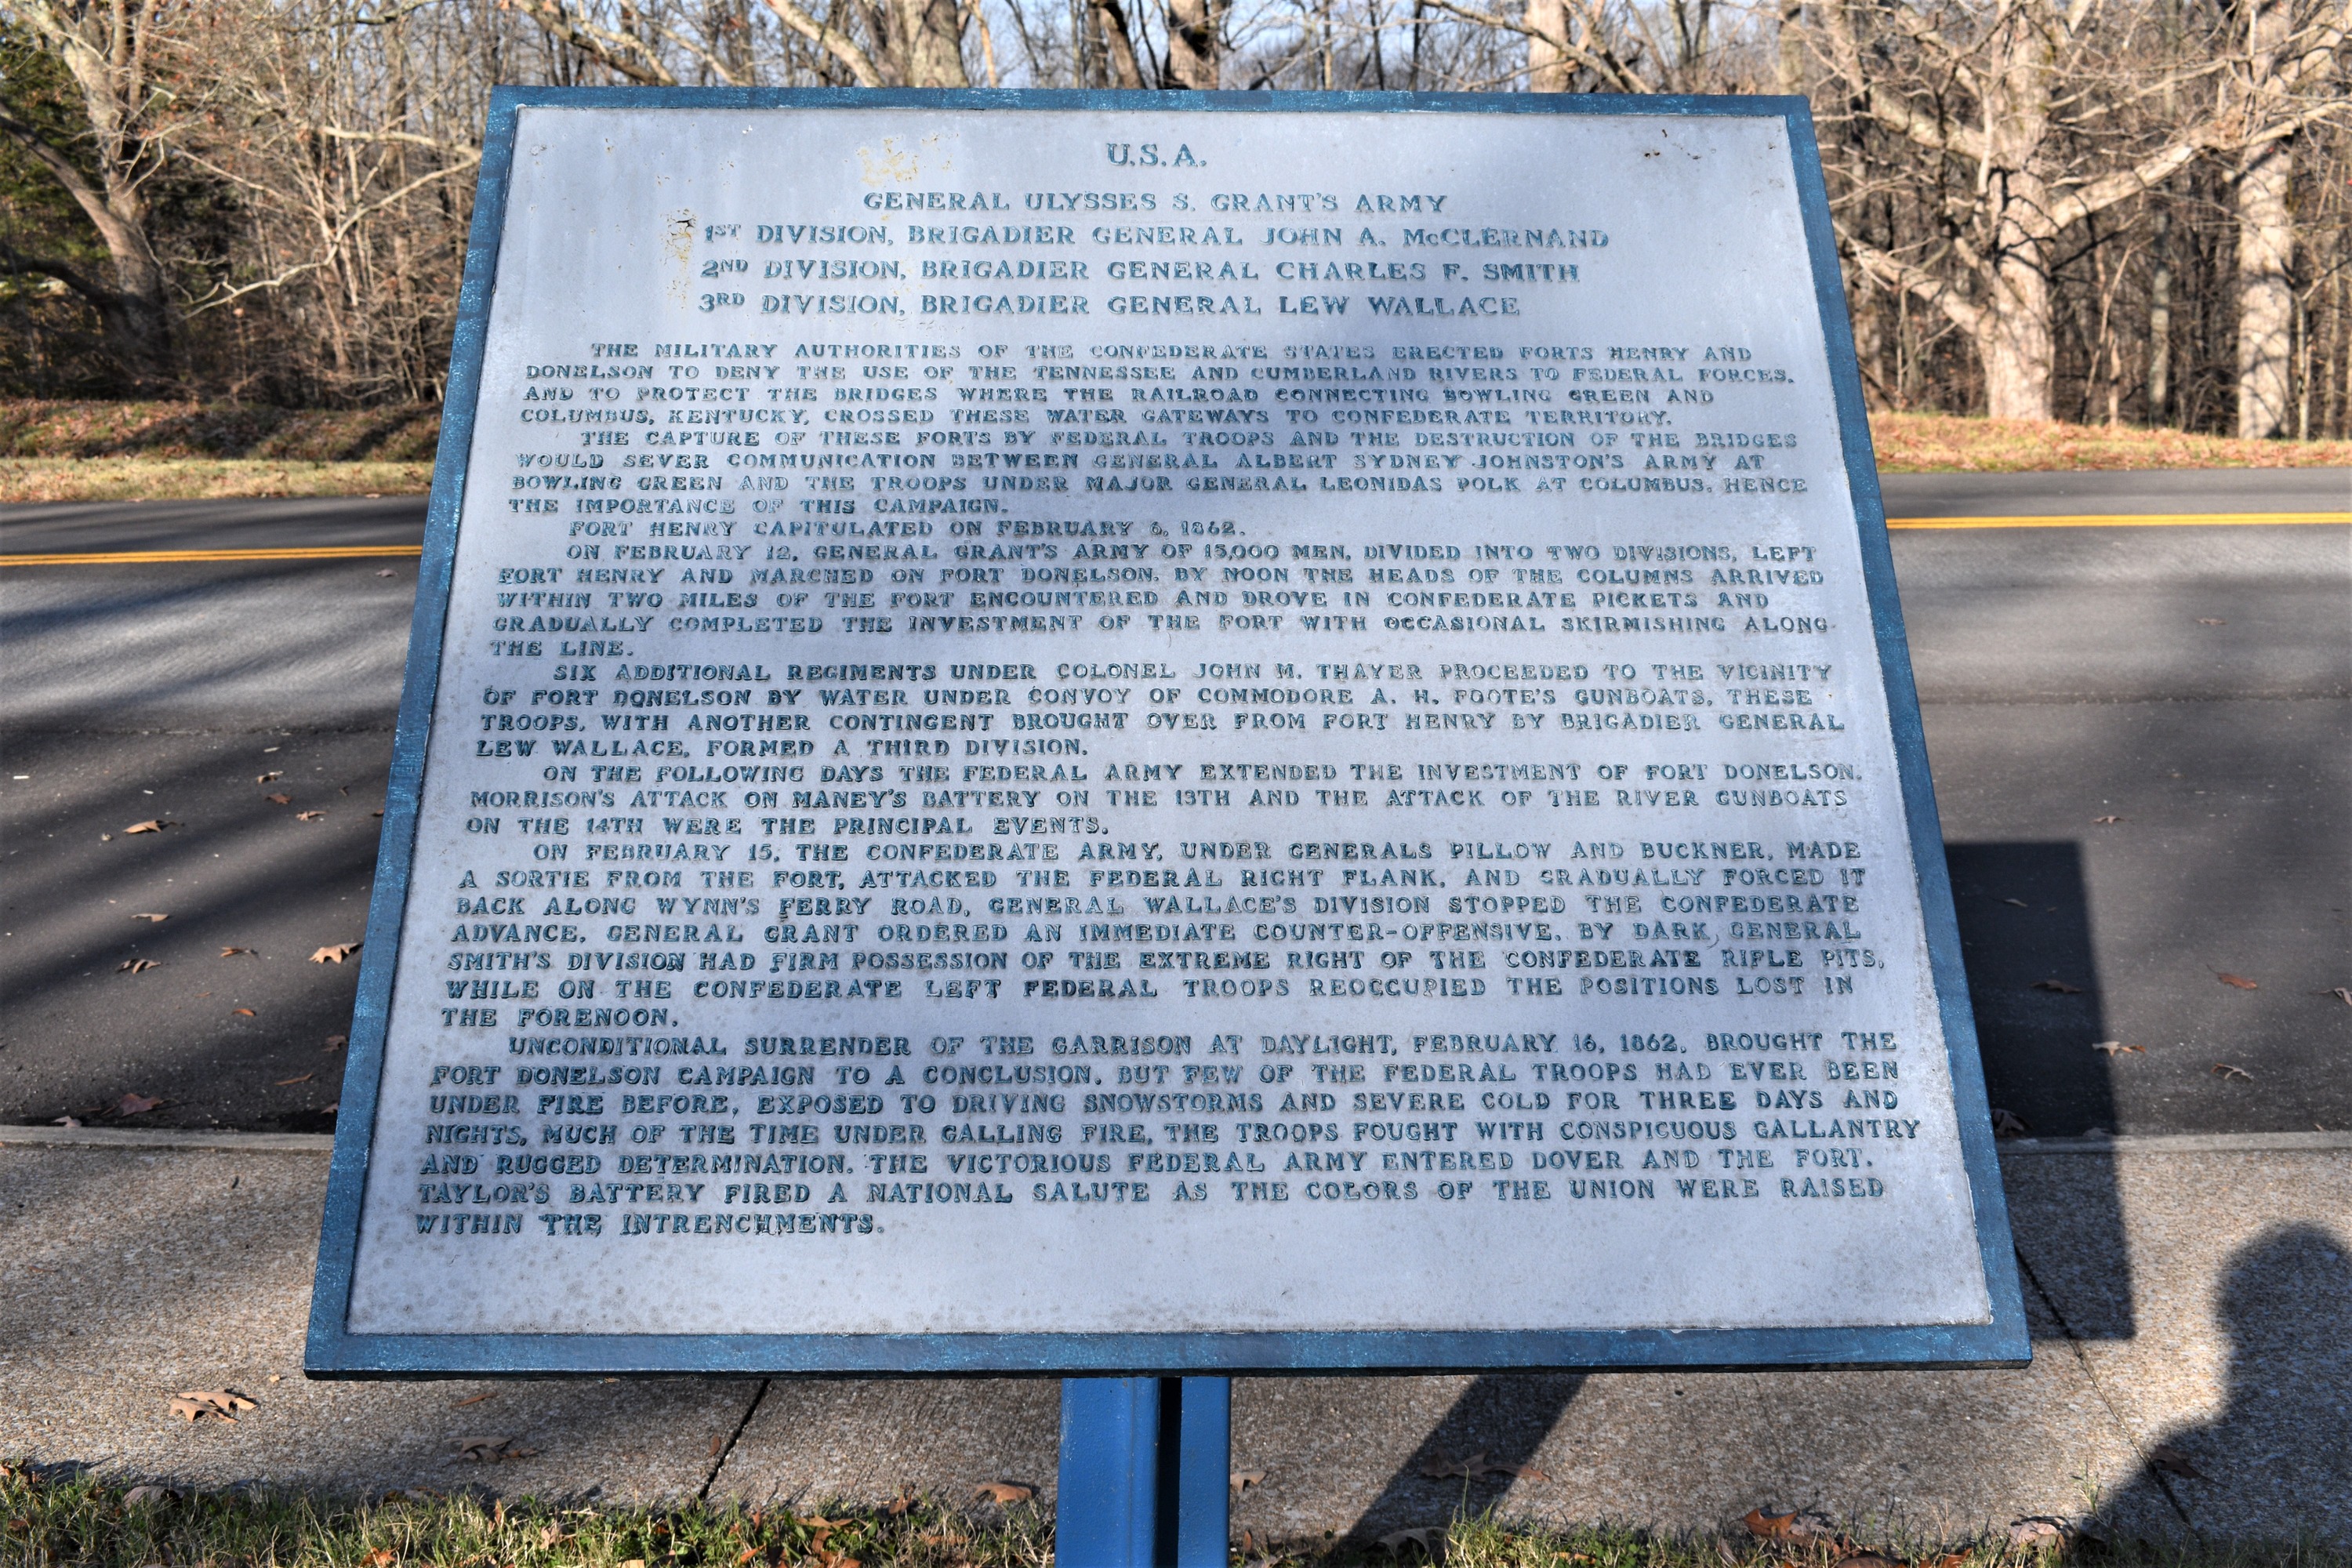 U.S.A.
GENERAL ULYSSES S. GRANT'S ARMY
1ST DIVISION, BRIGADIER GENERAL JOHN A. McCLERNAND
2ND DIVISION, BRIGADIER GENERAL CHARLES F. SMITH
3RD DIVISION, BRIGADIER GENERAL LEW WALLACE
THE MILITARY AUTHORITIES OF THE CONFEDERATE STATES ERECTED FORTS HENRY AND
DONELSON TO DENY THE USE OF THE TENNESSEE AND CUMBERLAND RIVERS TO FEDERAL FORCES,
AND TO PROTECT THE BRIDGES WHERE THE RAILROAD CONNECTING BOWLING GREEN AND
COLUMBUS, KENTUCKY, CROSSED THESE WATER GATEWAYS TO CONFEDERATE TERRITORY.
THE CAPTURE OF THESE FORTS BY FEDERAL TROOPS AND THE DESTRUCTION OF THE BRIDGES
WOULD SEVER COMMUNICATION BETWEEN GENERAL ALBERT SYDNEY JOHNSTON'S ARMY AT
BOWLING GREEN AND THE TROOPS UNDER MAJOR GENERAL LEONIDAS POLK AT COLUMBUS, HENCE
THE IMPORTANCE OF THIS CAMPAIGN.
FORT HENRY CAPITULATED ON FEBRUARY 6, 1862.
ON FEBRUARY 12, GENERAL GRANT'S ARMY OF 15,000 MEN, DIVIDED INTO TWO DIVISIONS, LEFT
FORT HENRY AND MARCHED ON FORT DONELSON. BY NOON THE HEADS OF THE COLUMNS ARRIVED
WITHIN TWO MILES OF THE FORT ENCOUNTERED AND DROVE IN CONFEDERATE PICKETS AND
GRADUALLY COMPLETED THE INVESTMENT OF THE FORT WITH OCCASIONAL SKIRMISHING ALONG
THE LINE.
SIX ADDITIONAL REGIMENTS UNDER COLONEL JOHN M. THAYER PROCEEDED TO THE VICINITY
OF FORT DONELSON BY WATER UNDER CONVOY OF COMMODORE A. H. FOOTE'S GUNBOATS. THESE
TROOPS, WITH ANOTHER CONTINGENT BROUGHT OVER FROM FORT HENRY BY BRIGADIER GENERAL
LEW WALLACE, FORMED A THIRD DIVISION.
ON THE FOLLOWING DAYS THE FEDERAL ARMY EXTENDED THE INVESTMENT OF FORT DONELSON.
MORRISON'S ATTACK ON MANEY'S BATTERY ON THE 13TH AND THE ATTACK OF THE RIVER GUNBOATS
ON THE 14TH WERE THE PRINCIPAL EVENTS.
ON FEBRUARY 15, THE CONFEDERATE ARMY, UNDER GENERALS PILLOW AND BUCKNER, MADE
A SORTIE FROM THE FORT, ATTACKED THE FEDERAL RIGHT FLANK, AND GRADUALLY FORCED IT
BACK ALONG WYNN'S FERRY ROAD, GENERAL WALLACE'S DIVISION STOPPED THE CONFEDERATE
ADVANCE. GENERAL GRANT ORDERED AN IMMEDIATE COUNTER-OFFENSIVE. BY DARK, GENERAL
SMITH'S DIVISION HAD FIRM POSSESSION OF THE EXTREME RIGHT OF THE CONFEDERATE RIFLE PITS,
WHILE ON THE CONFEDERATE LEFT FEDERAL TROOPS REOCCUPIED THE POSITIONS LOST IN
THE FORENOON.
UNCONDITIONAL SURRENDER OF THE GARRISON AT DAYLIGHT, FEBRUARY 16, 1862, BROUGHT THE
FORT DONELSON CAMPAIGN TO A CONCLUSION. BUT FEW OF THE FEDERAL TROOPS HAD EVER BEEN
UNDER FIRE BEFORE, EXPOSED TO DRIVING SNOWSTORMS AND SEVERE COLD FOR THREE DAYS AND
NIGHTS, MUCH OF THE TIME UNDER GALLING FIRE, THE TROOPS FOUGHT WITH CONSPICUOUS GALLANTRY
AND RUGGED DETERMINATION. THE VICTORIOUS FEDERAL ARMY ENTERED DOVER AND THE FORT.
TAYLOR'S BATTERY FIRED A NATIONAL SALUTE AS THE COLORS OF THE UNION WERE RAISED
WITHIN THE INTRENCHMENTS.